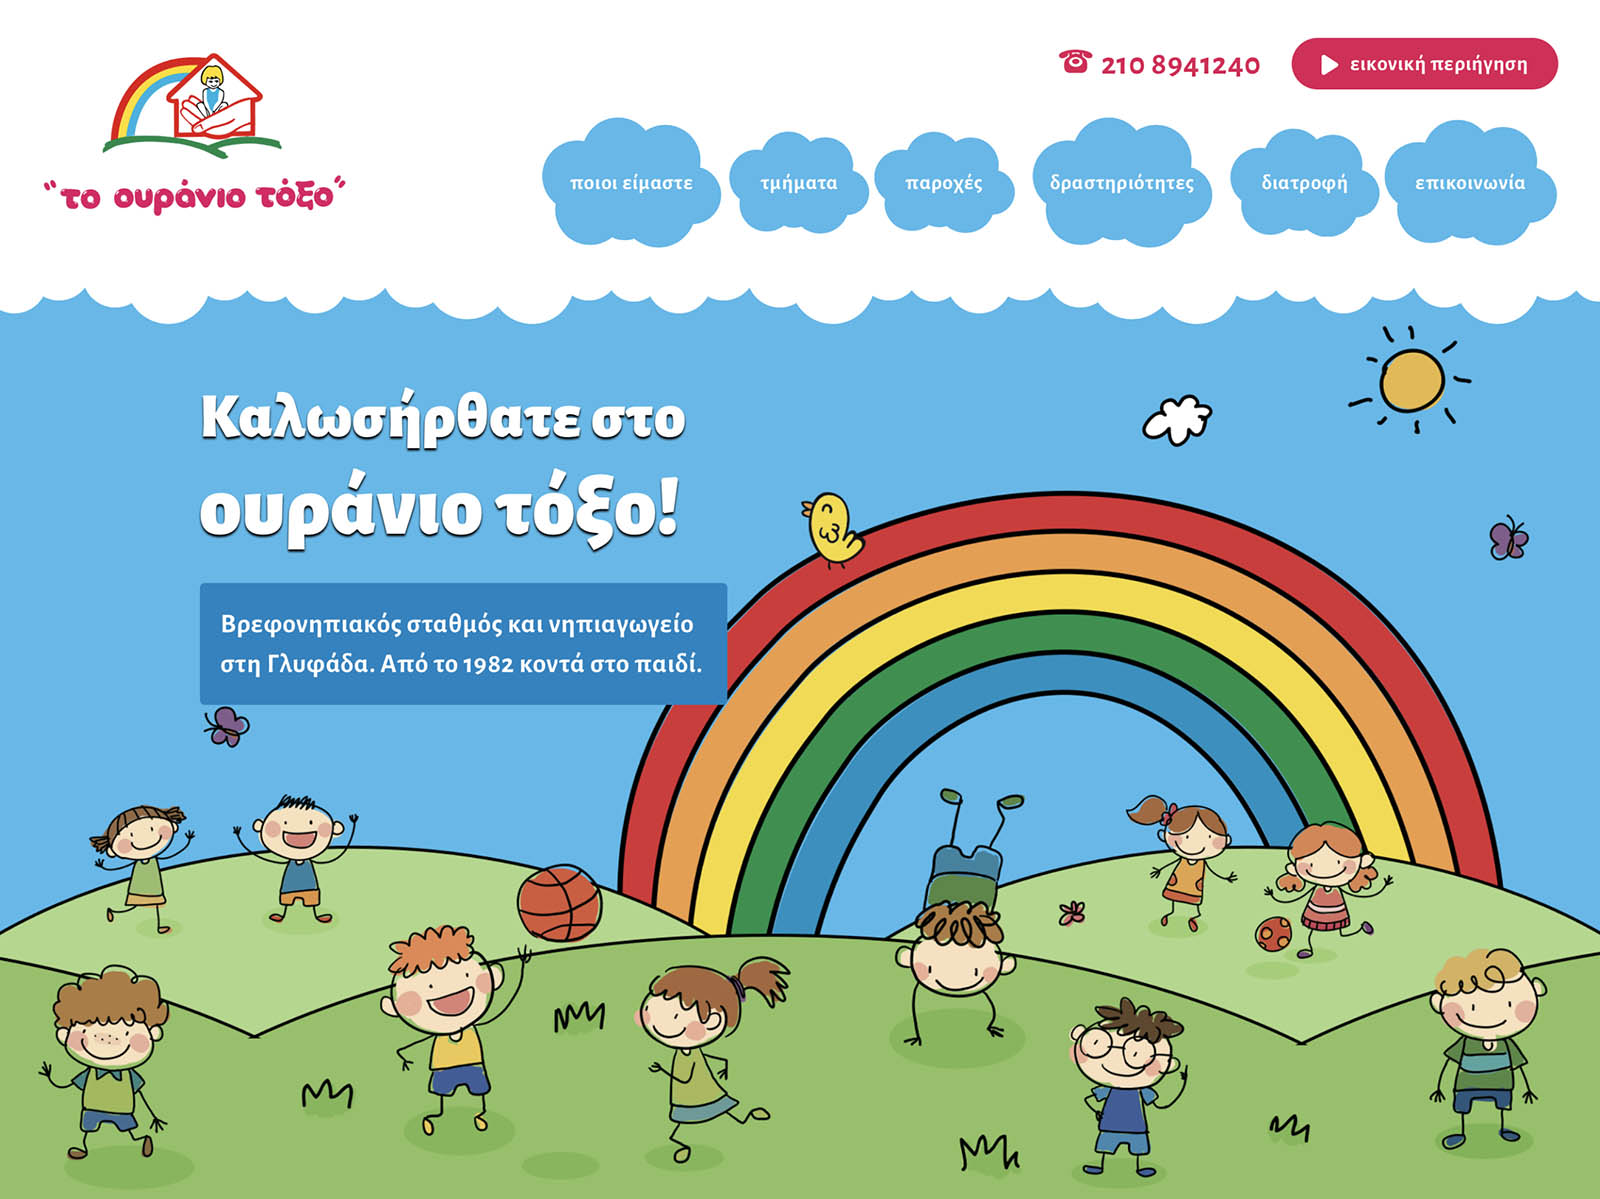 210 8941240
εικονική περιήγηση
"το ουράνιο τόξο"
ποιοι είμαστε
τμήματα
παροχές
δραστηριότητες
διατροφή
επικοινωνία
Καλωσήρθατε στο
ουράνιο τόξο!
Βρεφονηπιακός σταθμός και νηπιαγωγείο
στη Γλυφάδα. Από το 1982 κοντά στο παιδί.